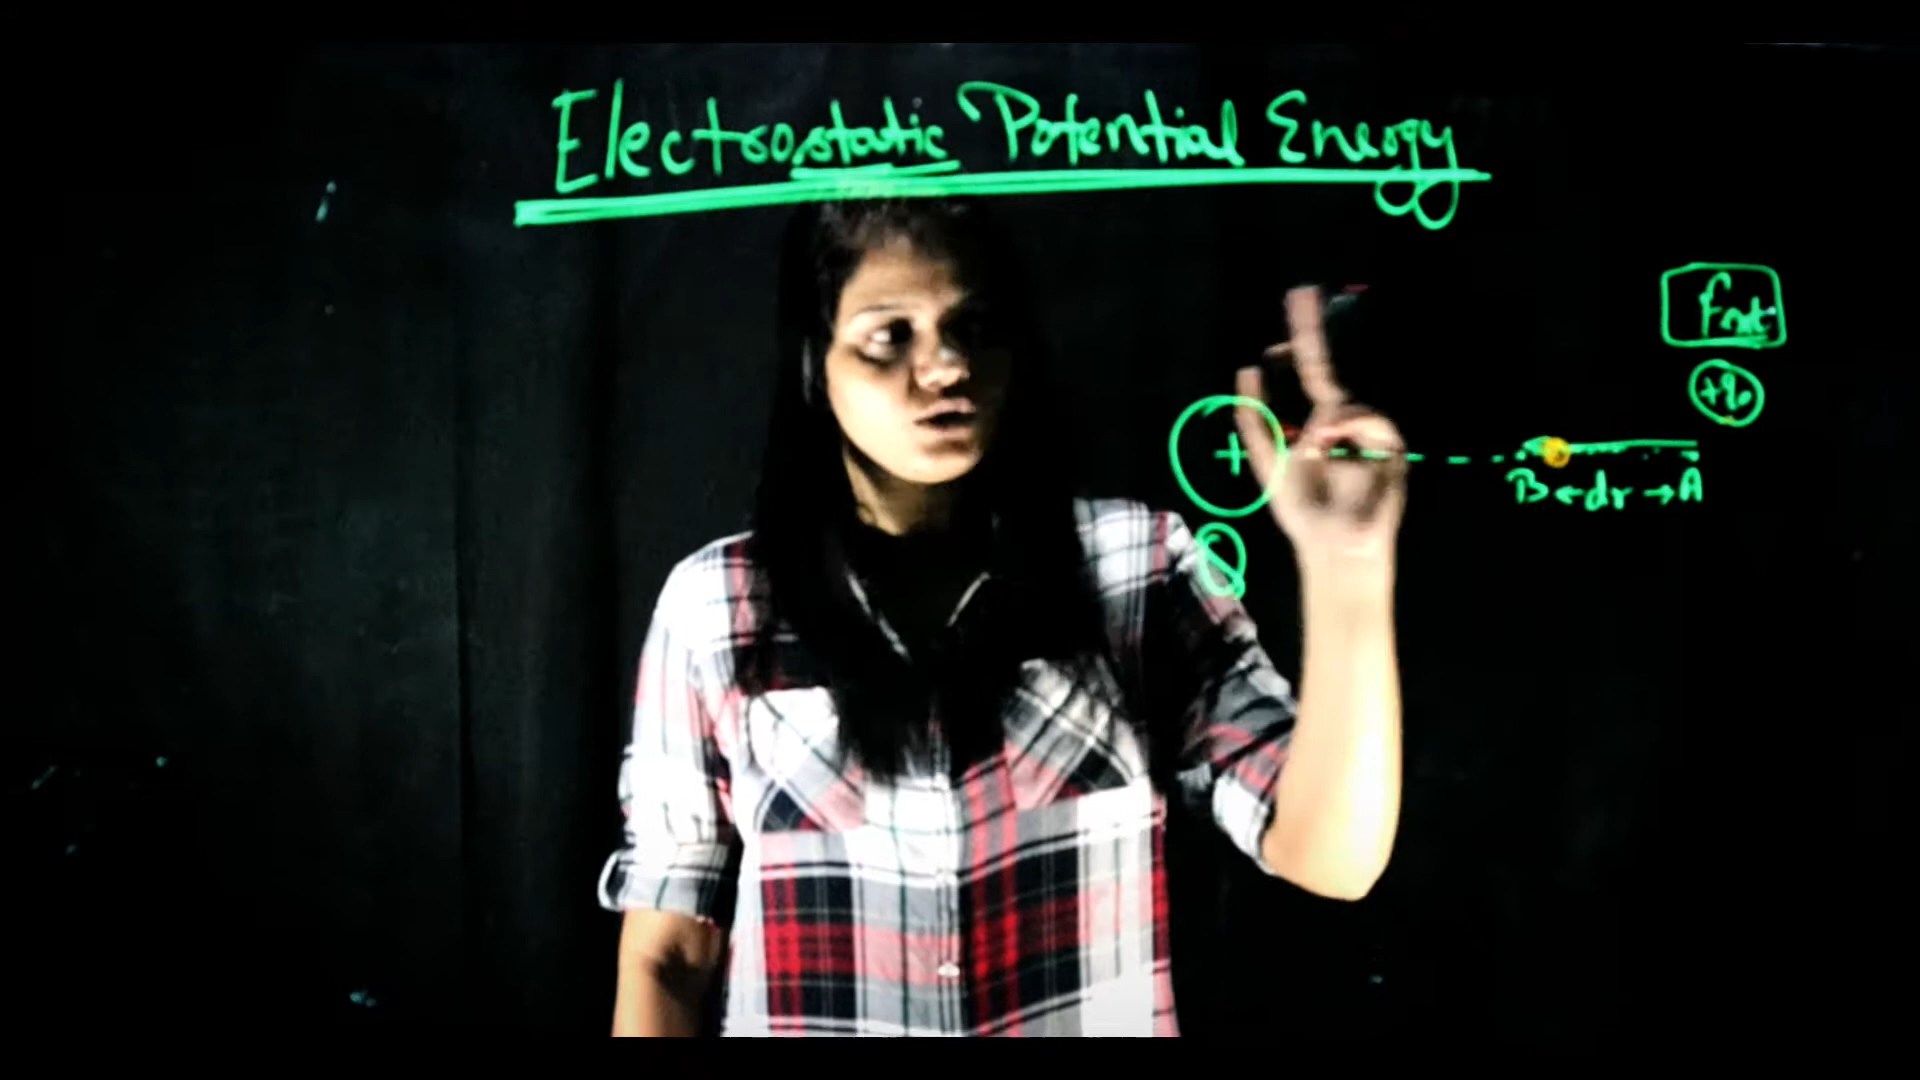 Electrostatic Potential Energy
Fext
+q0
+
B ← dr → A
Q